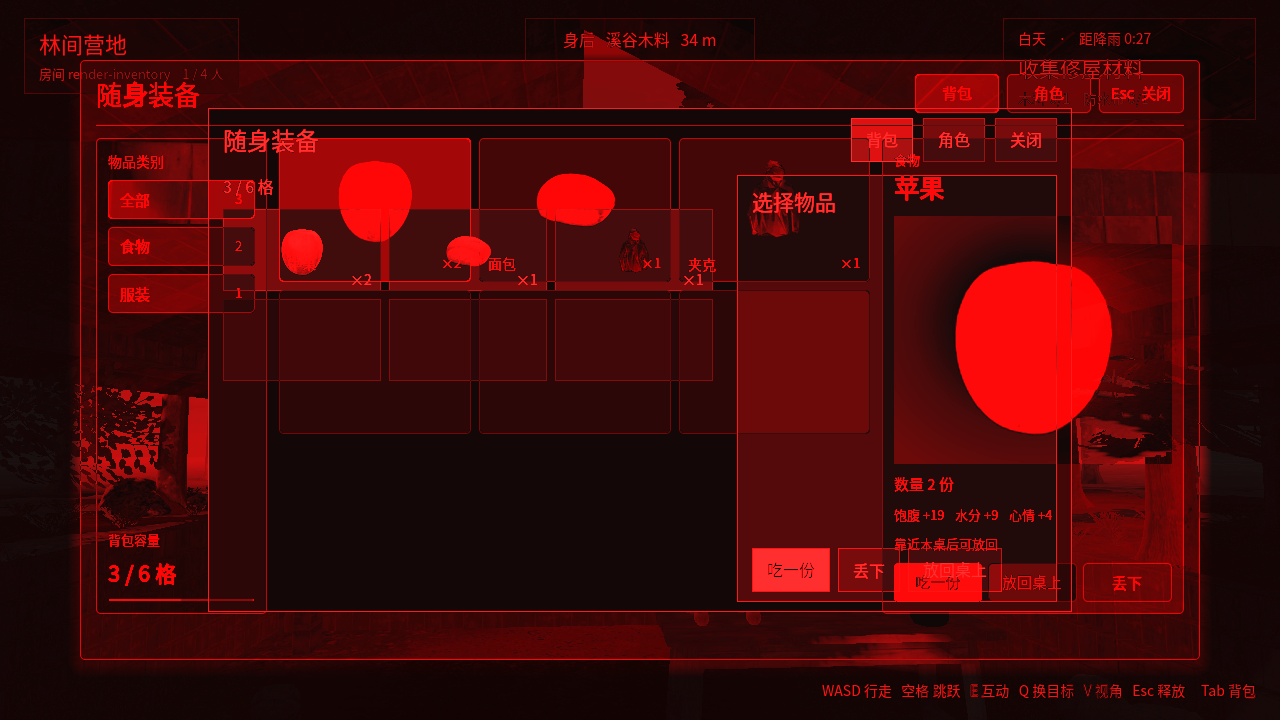 林间营地
房间 render-inventory 1 / 4 人
身后 溪谷木料 34 m
白天 · 距降雨 0:27
收集修屋材料
随身装备
背包
角色
Esc 关闭
随身装备
背包
角色
关闭
物品类别
全部 3
食物 2
服装 1
3 / 6 格
×2
面包
×1
夹克
×1
×2
×1
×1
选择物品
食物
苹果
数量 2 份
饱腹 +19 水分 +9 心情 +4
靠近木桌后可放回
吃一份
丢下
放回桌上
吃一份
放回桌上
丢下
背包容量
3 / 6 格
WASD 行走 空格 跳跃 E 互动 Q 换目标 V 视角 Esc 释放 Tab 背包